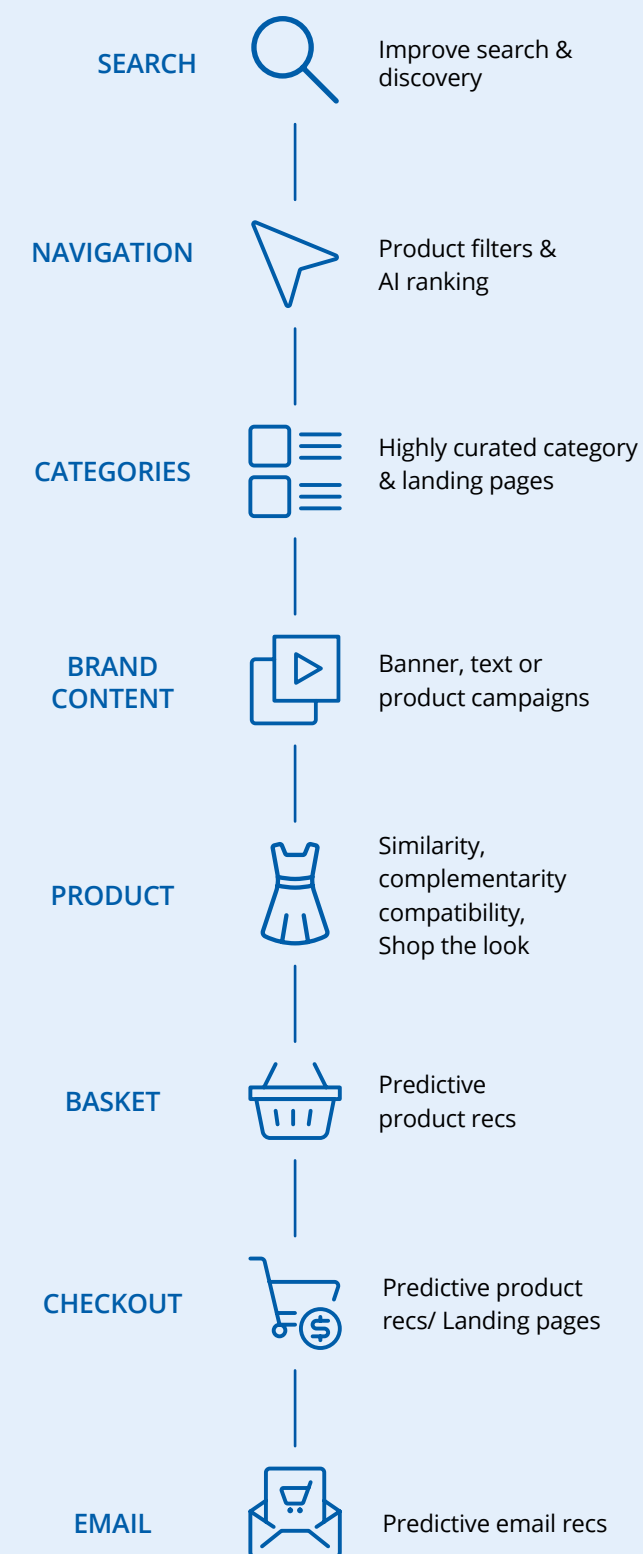 SEARCH
Improve search &
discovery
NAVIGATION
Product filters &
AI ranking
CATEGORIES
Highly curated category
& landing pages
BRAND
CONTENT
Banner, text or
product campaigns
PRODUCT
Similarity,
complementarity
compatibility,
Shop the look
BASKET
Predictive
product recs
CHECKOUT
Predictive product
recs/ Landing pages
$
EMAIL
Predictive email recs